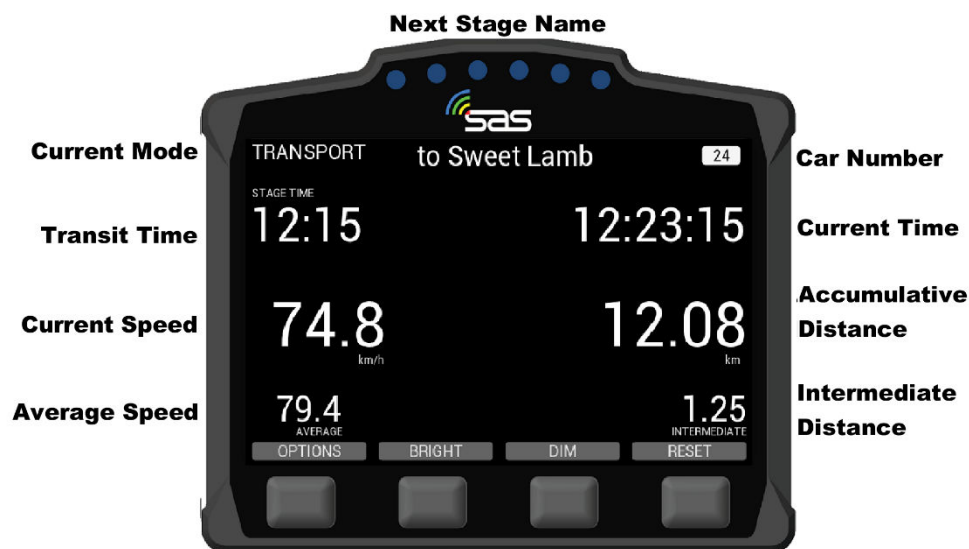 Next Stage Name
sas
Current Mode
TRANSPORT
to Sweet Lamb
24
Car Number
STAGE TIME
Transit Time
12:15
12:23:15
Current Time
Current Speed
74.8
km/h
12.08
km
.Accumulative
Distance
Average Speed
79.4
AVERAGE
1.25
INTERMEDIATE
Intermediate
Distance
OPTIONS
BRIGHT
DIM
RESET